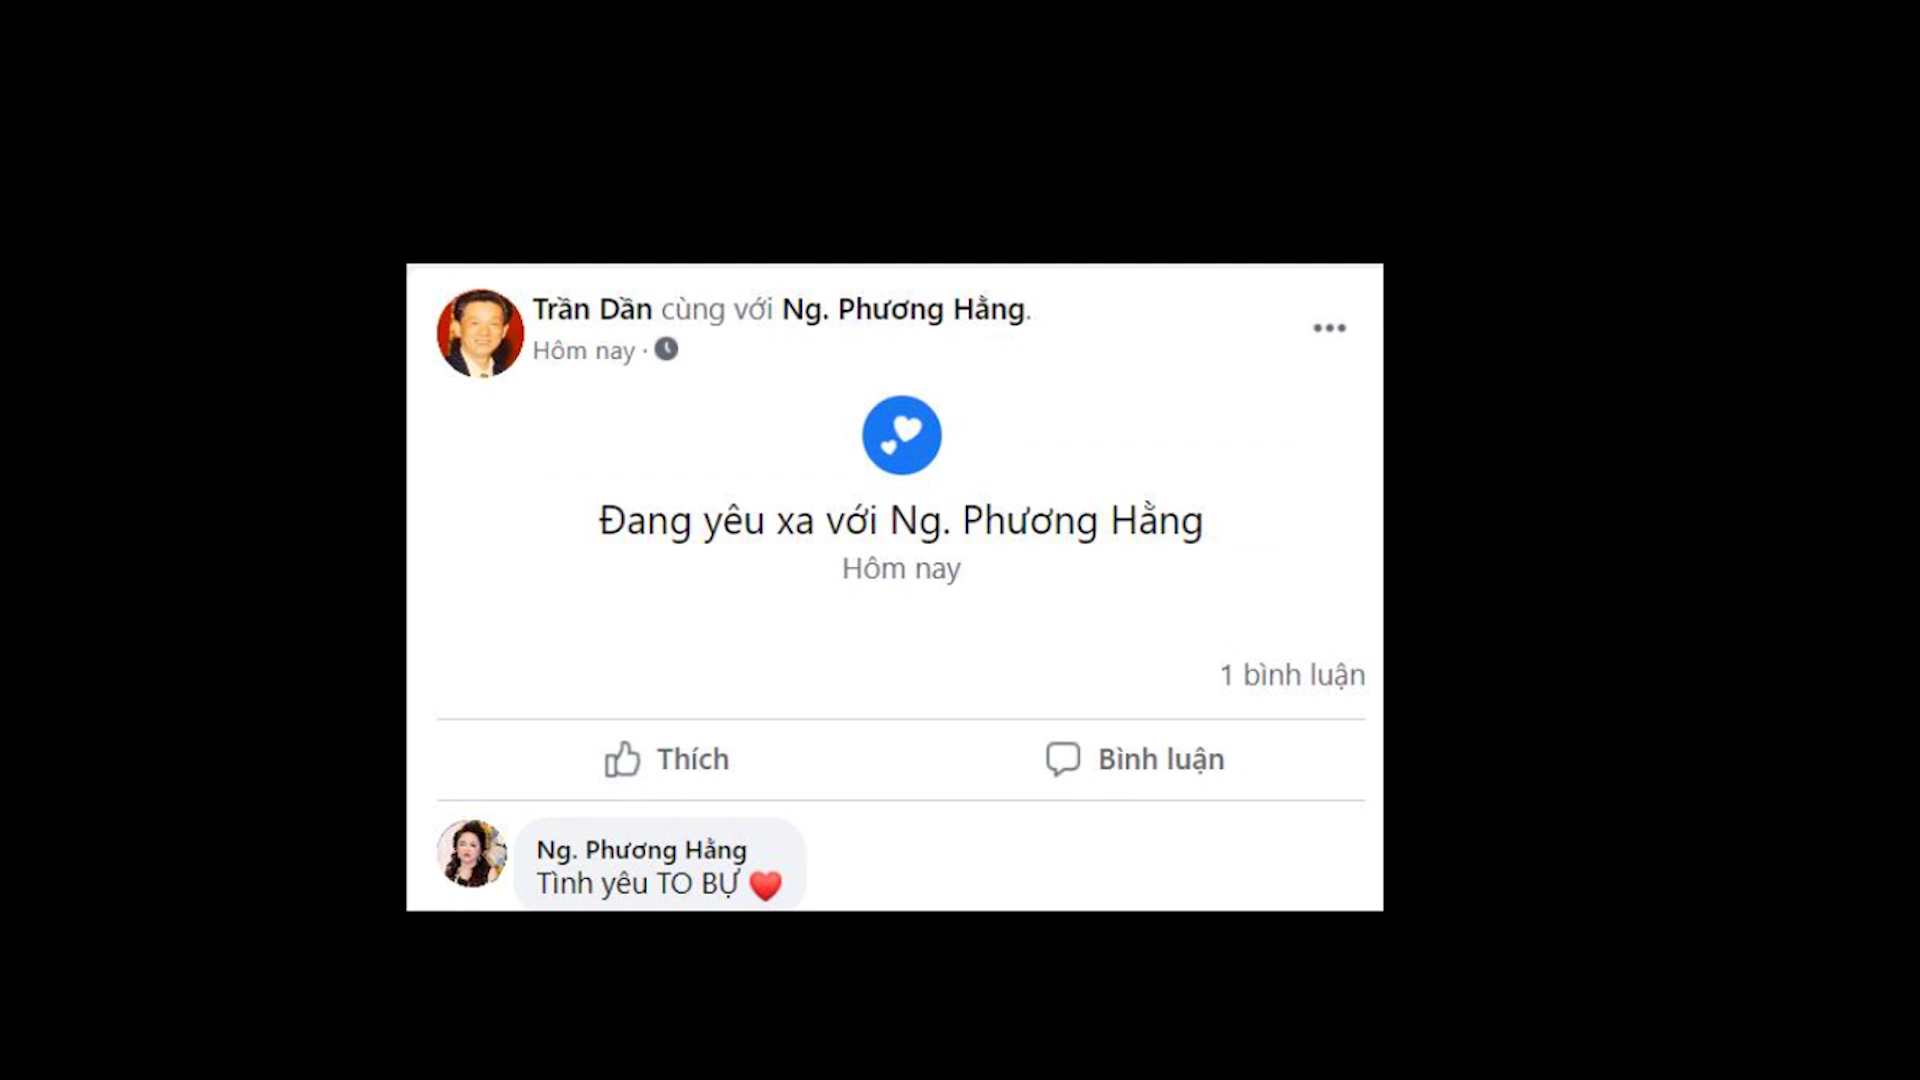 Trần Dần cùng với Ng. Phương Hằng.
Hôm nay ·
Đang yêu xa với Ng. Phương Hằng
Hôm nay
1 bình luận
Thích
Bình luận
Ng. Phương Hằng
Tình yêu TO BỰ ❤️